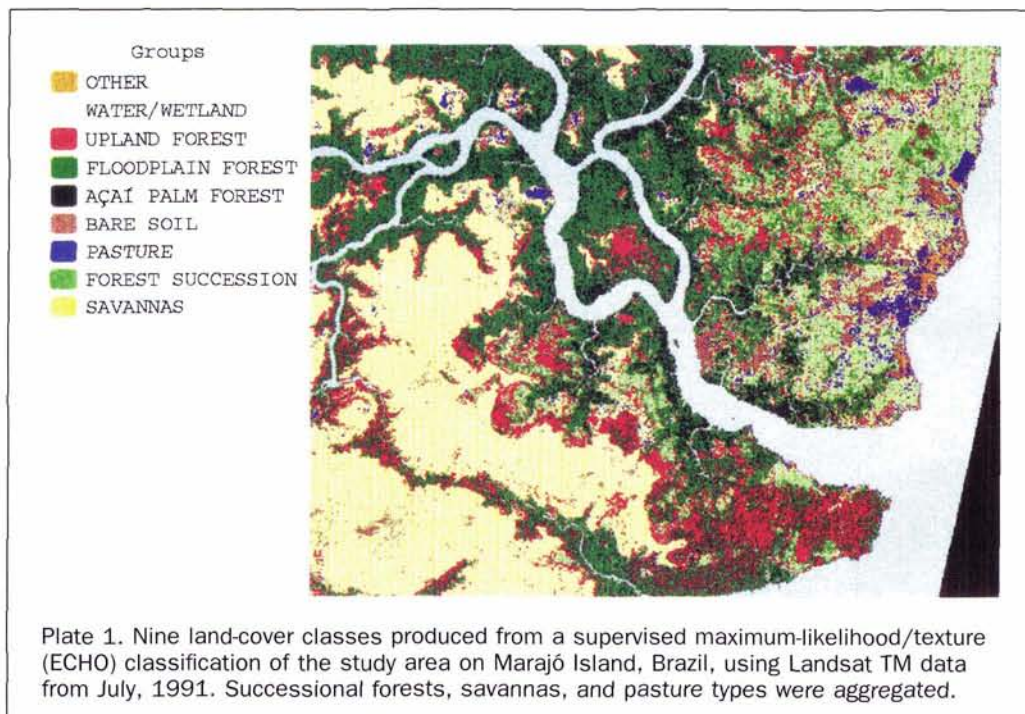 Groups
OTHER
WATER/WETLAND
UPLAND FOREST
FLOODPLAIN FOREST
AÇAÍ PALM FOREST
BARE SOIL
PASTURE
FOREST SUCCESSION
SAVANNAS
Plate 1. Nine land-cover classes produced from a supervised maximum-likelihood/texture
(ECHO) classification of the study area on Marajó Island, Brazil, using Landsat TM data
from July, 1991. Successional forests, savannas, and pasture types were aggregated.